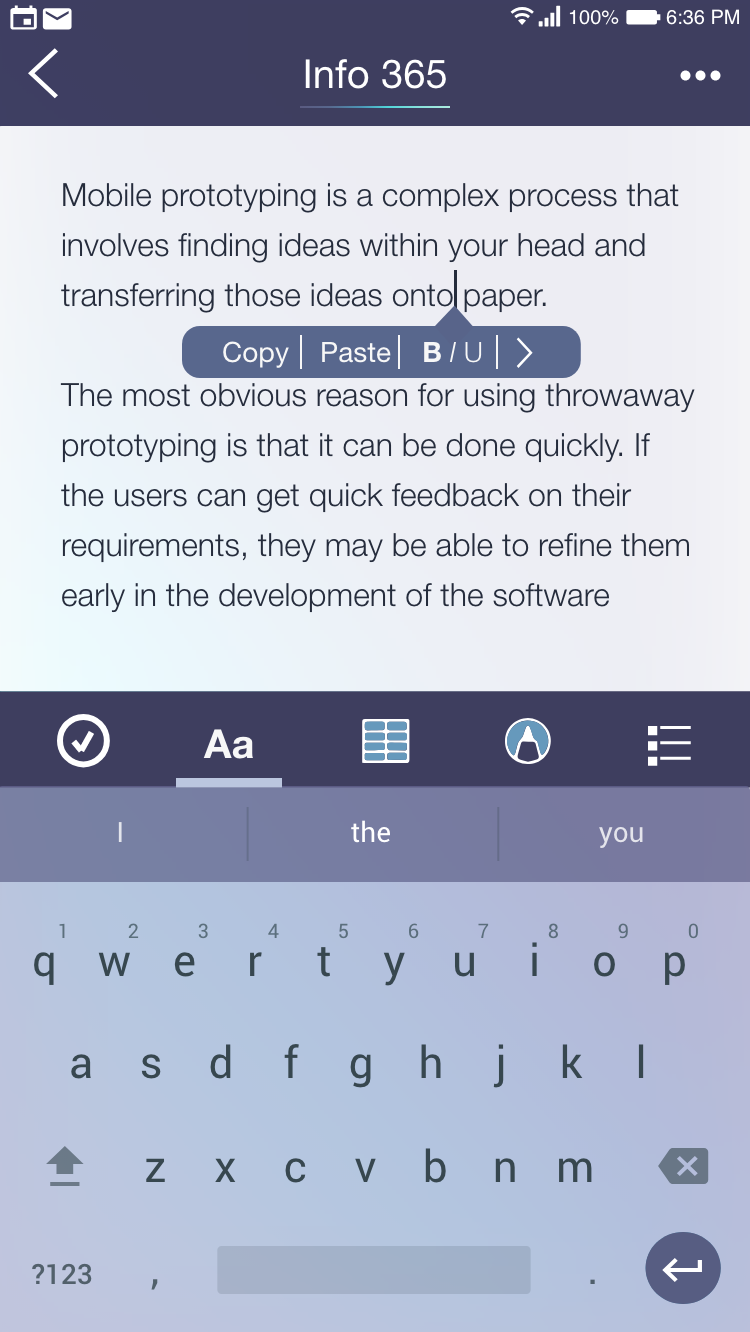 100% 6:36 PM
Info 365
Mobile prototyping is a complex process that
involves finding ideas within your head and
transferring those ideas onto paper.
Copy Paste B I U
The most obvious reason for using throwaway
prototyping is that it can be done quickly. If
the users can get quick feedback on their
requirements, they may be able to refine them
early in the development of the software
Aa
I the you
1 2 3 4 5 6 7 8 9 0
q w e r t y u i o p
a s d f g h j k l
z x c v b n m
?123 , .